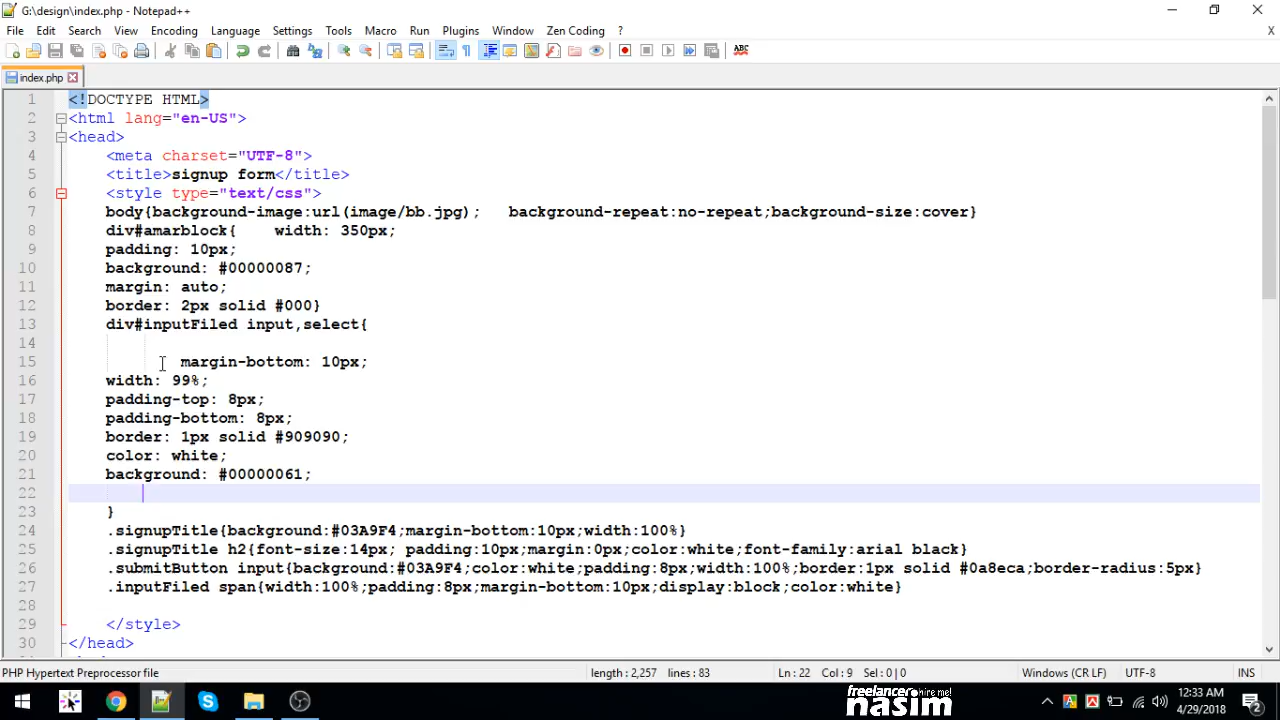 G:\design\index.php - Notepad++
File Edit Search View Encoding Language Settings Tools Macro Run Plugins Window Zen Coding ? X
ABC
index.php
1 <!DOCTYPE HTML>
2 <html lang="en-US">
3 <head>
4 <meta charset="UTF-8">
5 <title>signup form</title>
6 <style type="text/css">
7 body{background-image:url(image/bb.jpg); background-repeat:no-repeat;background-size:cover}
8 div#amarblock{ width: 350px;
9 padding: 10px;
10 background: #00000087;
11 margin: auto;
12 border: 2px solid #000}
13 div#inputFiled input,select{
14
15 margin-bottom: 10px;
16 width: 99%;
17 padding-top: 8px;
18 padding-bottom: 8px;
19 border: 1px solid #909090;
20 color: white;
21 background: #00000061;
22
23 }
24 .signupTitle{background:#03A9F4;margin-bottom:10px;width:100%}
25 .signupTitle h2{font-size:14px; padding:10px;margin:0px;color:white;font-family:arial black}
26 .submitButton input{background:#03A9F4;color:white;padding:8px;width:100%;border:1px solid #0a8eca;border-radius:5px}
27 .inputFiled span{width:100%;padding:8px;margin-bottom:10px;display:block;color:white}
28
29 </style>
30 </head>
PHP Hypertext Preprocessor file length : 2,257 lines : 83 Ln : 22 Col : 9 Sel : 0 | 0 Windows (CR LF) UTF-8 INS
freelancer hire me!
nasim
12:33 AM
4/29/2018
2